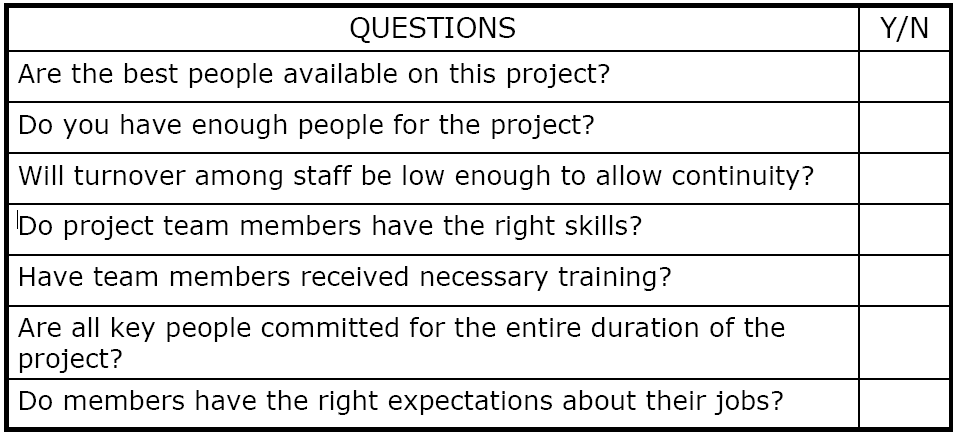 QUESTIONS Y/N
Are the best people available on this project?
Do you have enough people for the project?
Will turnover among staff be low enough to allow continuity?
Do project team members have the right skills?
Have team members received necessary training?
Are all key people committed for the entire duration of the
project?
Do members have the right expectations about their jobs?